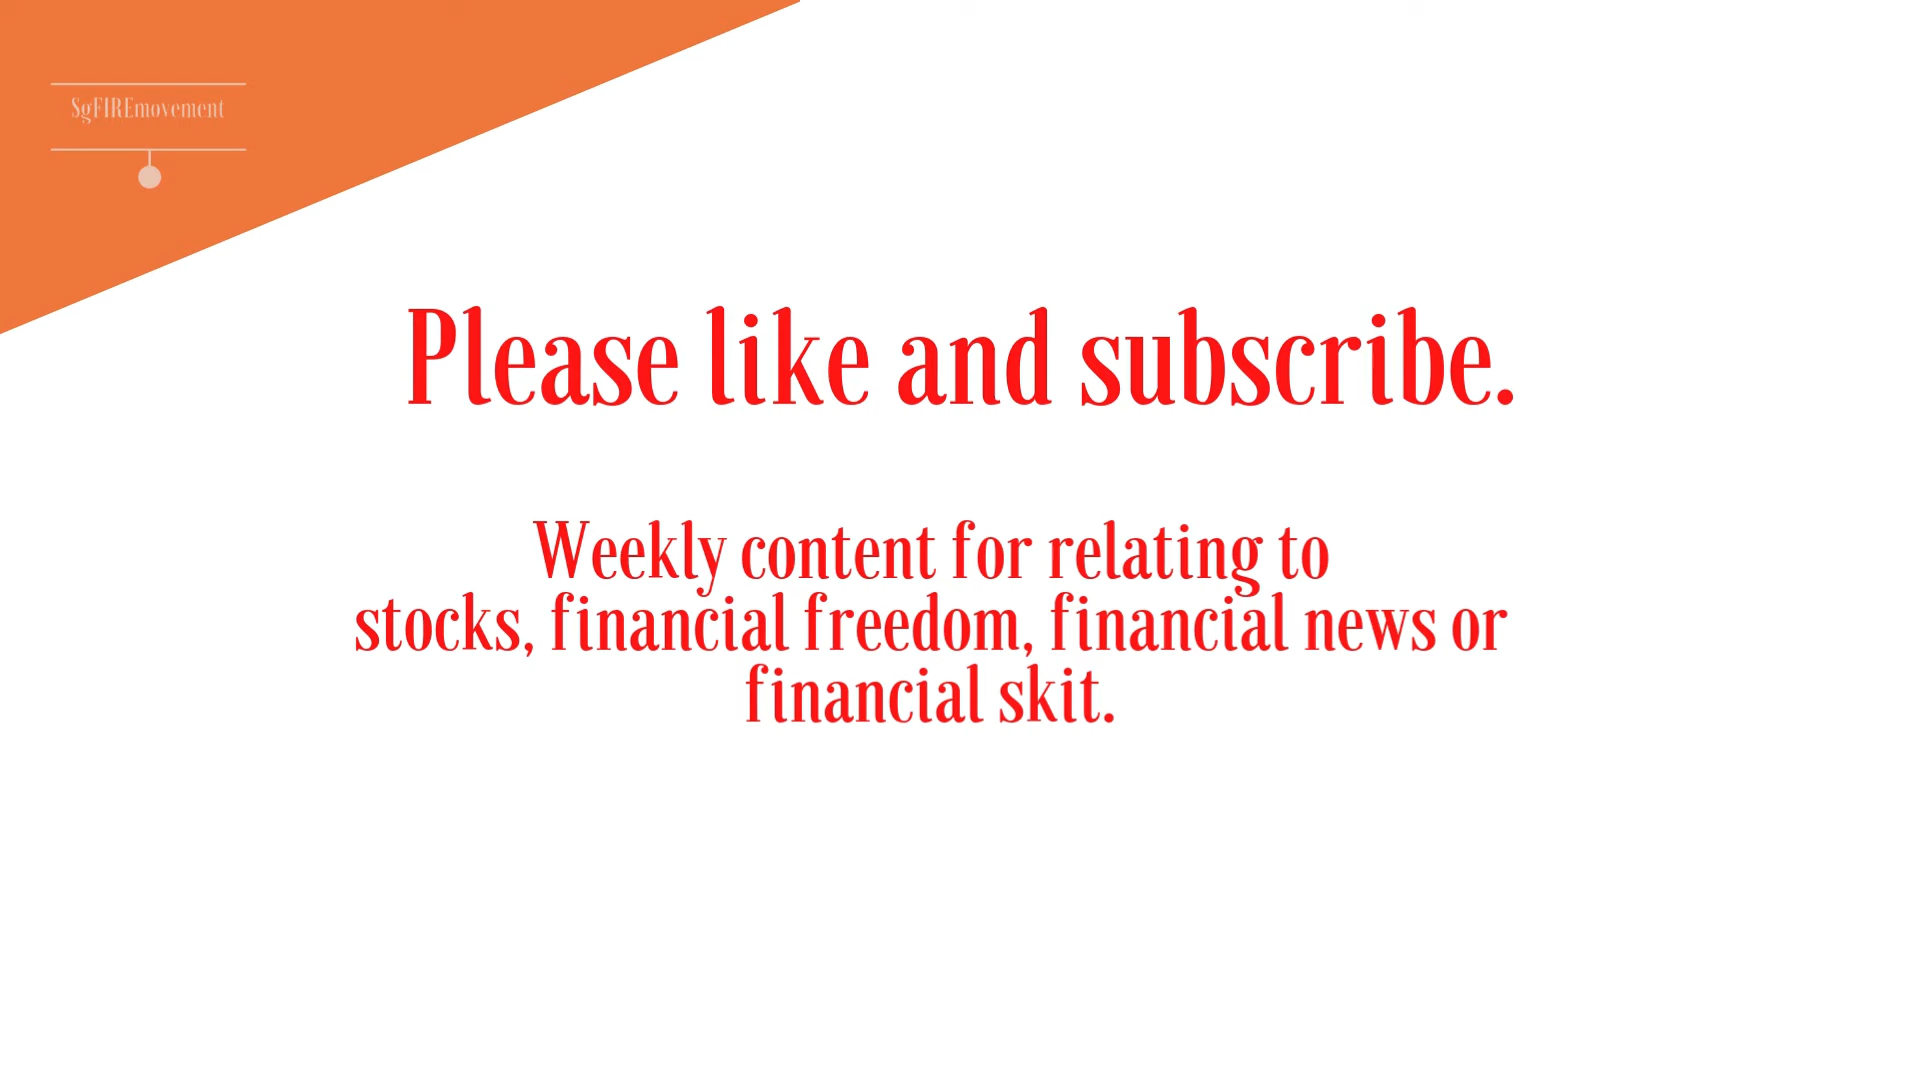 SgFIREmovement
Please like and subscribe.
Weekly content for relating to
stocks, financial freedom, financial news or
financial skit.